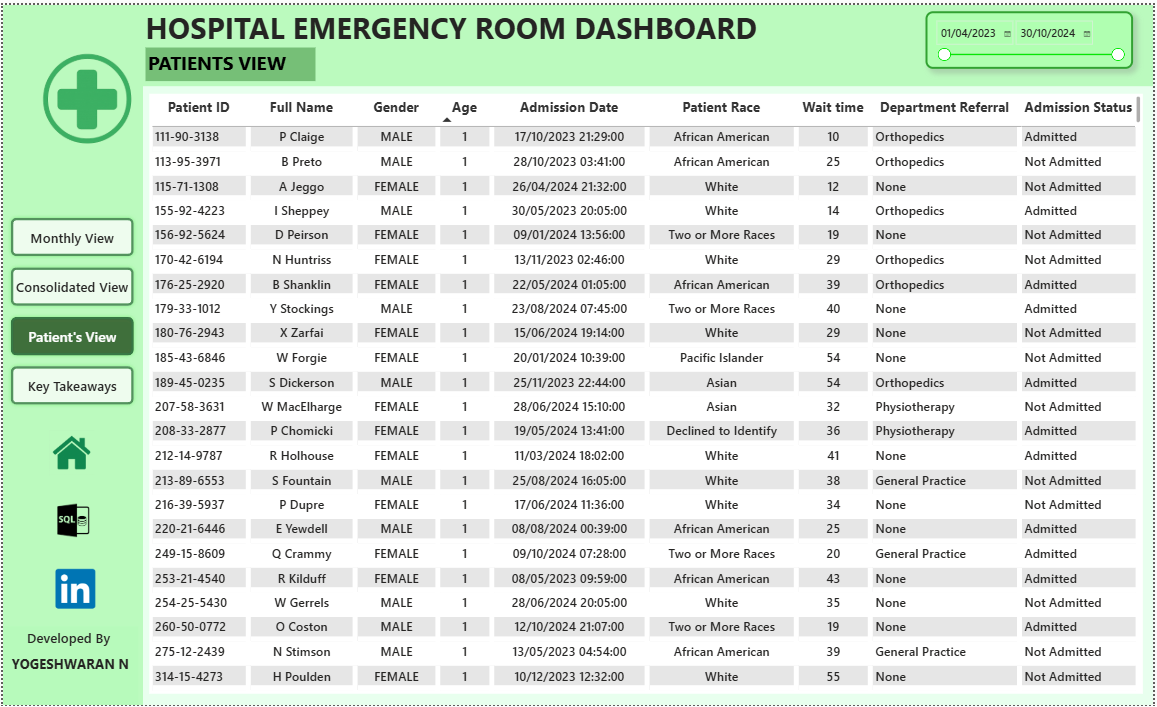 HOSPITAL EMERGENCY ROOM DASHBOARD
PATIENTS VIEW
01/04/2023 30/10/2024
Monthly View
Consolidated View
Patient's View
Key Takeaways
SQL
in
Developed By
YOGESHWARAN N
Patient ID Full Name Gender Age Admission Date Patient Race Wait time Department Referral Admission Status
111-90-3138 P Claige MALE 1 17/10/2023 21:29:00 African American 10 Orthopedics Admitted
113-95-3971 B Preto MALE 1 28/10/2023 03:41:00 African American 25 Orthopedics Not Admitted
115-71-1308 A Jeggo FEMALE 1 26/04/2024 21:32:00 White 12 None Not Admitted
155-92-4223 I Sheppey MALE 1 30/05/2023 20:05:00 White 14 Orthopedics Admitted
156-92-5624 D Peirson FEMALE 1 09/01/2024 13:56:00 Two or More Races 19 None Not Admitted
170-42-6194 N Huntriss FEMALE 1 13/11/2023 02:46:00 White 29 Orthopedics Not Admitted
176-25-2920 B Shanklin FEMALE 1 22/05/2024 01:05:00 African American 39 Orthopedics Admitted
179-33-1012 Y Stockings MALE 1 23/08/2024 07:45:00 Two or More Races 40 None Admitted
180-76-2943 X Zarfai FEMALE 1 15/06/2024 19:14:00 White 29 None Not Admitted
185-43-6846 W Forgie FEMALE 1 20/01/2024 10:39:00 Pacific Islander 54 None Not Admitted
189-45-0235 S Dickerson MALE 1 25/11/2023 22:44:00 Asian 54 Orthopedics Admitted
207-58-3631 W MacElharge FEMALE 1 28/06/2024 15:10:00 Asian 32 Physiotherapy Not Admitted
208-33-2877 P Chomicki FEMALE 1 19/05/2024 13:41:00 Declined to Identify 36 Physiotherapy Admitted
212-14-9787 R Holhouse FEMALE 1 11/03/2024 18:02:00 White 41 None Admitted
213-89-6553 S Fountain MALE 1 25/08/2024 16:05:00 White 38 General Practice Not Admitted
216-39-5937 P Dupre FEMALE 1 17/06/2024 11:36:00 White 34 None Not Admitted
220-21-6446 E Yewdell MALE 1 08/08/2024 00:39:00 African American 25 None Admitted
249-15-8609 Q Crammy FEMALE 1 09/10/2024 07:28:00 Two or More Races 20 General Practice Admitted
253-21-4540 R Kilduff FEMALE 1 08/05/2023 09:59:00 African American 43 None Admitted
254-25-5430 W Gerrels MALE 1 28/06/2024 20:05:00 White 35 None Not Admitted
260-50-0772 O Coston MALE 1 12/10/2024 21:07:00 Two or More Races 19 None Admitted
275-12-2439 N Stimson MALE 1 13/05/2023 04:54:00 African American 39 General Practice Not Admitted
314-15-4273 H Poulden FEMALE 1 10/12/2023 12:32:00 White 55 None Not Admitted